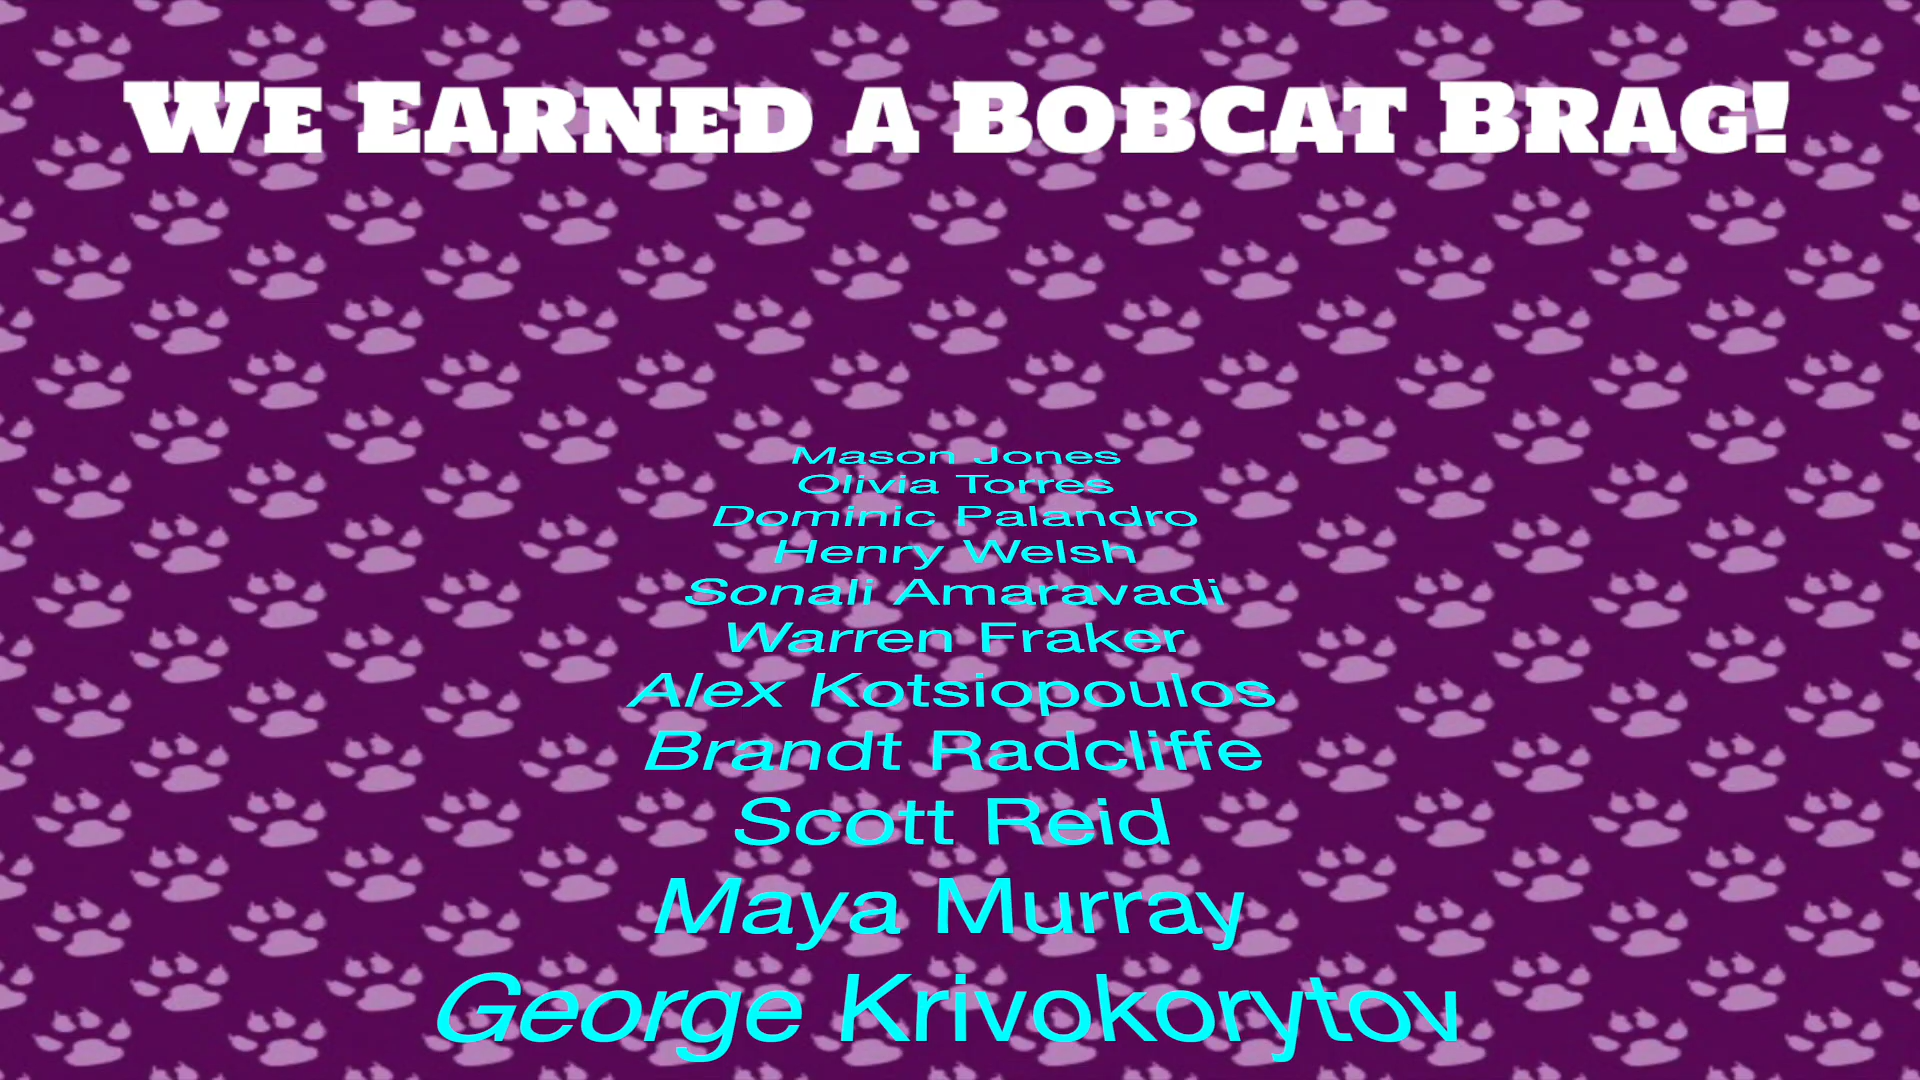 We Earned a Bobcat Brag!
Mason Jones
Olivia Torres
Dominic Palandro
Henry Welsh
Sonali Amaravadi
Warren Fraker
Alex Kotsiopoulos
Brandt Radcliffe
Scott Reid
Maya Murray
George Krivokorytov